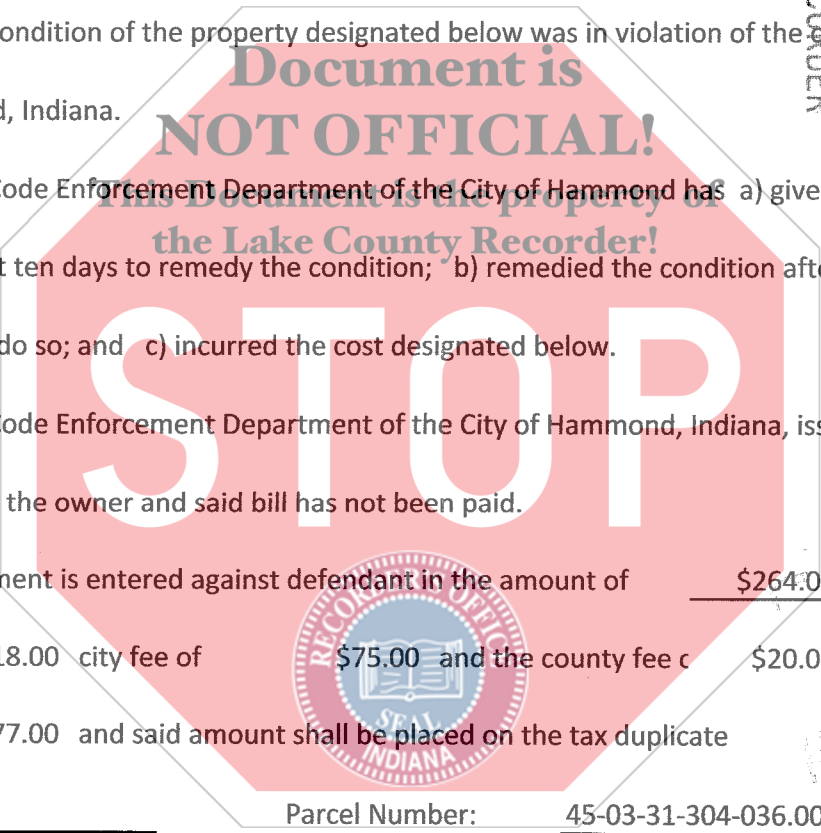 ondition of the property designated below was in violation of the
Document is
d, Indiana.
NOT OFFICIAL!
Code Enforcement Department of the City of Hammond has a) give
This Document is the property of
the Lake County Recorder!
t ten days to remedy the condition; b) remedied the condition afte
do so; and c) incurred the cost designated below.
STOP
Code Enforcement Department of the City of Hammond, Indiana, iss
the owner and said bill has not been paid.
ment is entered against defendant in the amount of $264.0
18.00 city fee of $75.00 and the county fee c $20.0
RECORDER'S OFFICE
SEAL
INDIANA
77.00 and said amount shall be placed on the tax duplicate
Parcel Number: 45-03-31-304-036.00